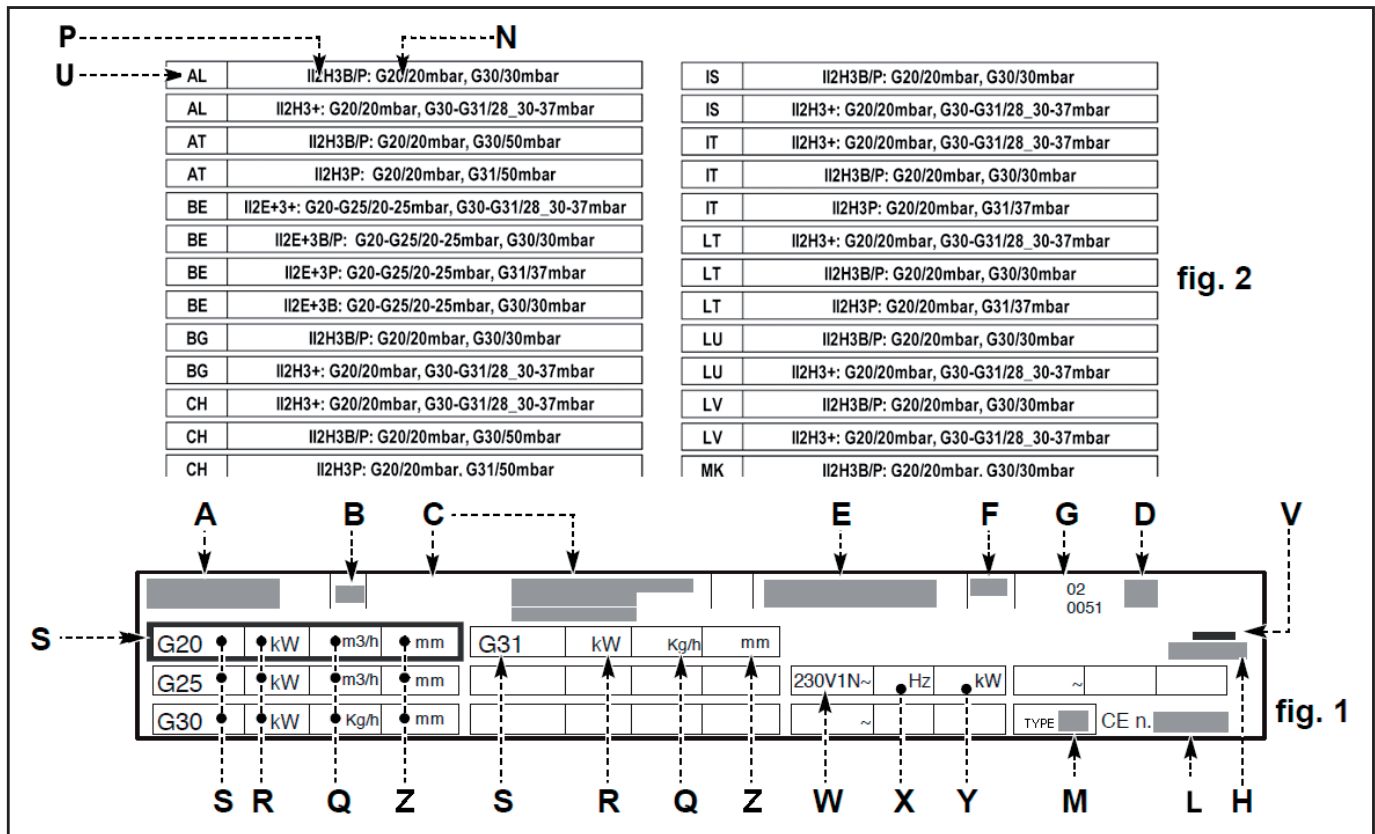 P N
U AL II2H3B/P: G20/20mbar, G30/30mbar
AL II2H3+: G20/20mbar, G30-G31/28_30-37mbar
AT II2H3B/P: G20/20mbar, G30/50mbar
AT II2H3P: G20/20mbar, G31/50mbar
BE II2E+3+: G20-G25/20-25mbar, G30-G31/28_30-37mbar
BE II2E+3B/P: G20-G25/20-25mbar, G30/30mbar
BE II2E+3P: G20-G25/20-25mbar, G31/37mbar
BE II2E+3B: G20-G25/20-25mbar, G30/30mbar
BG II2H3B/P: G20/20mbar, G30/30mbar
BG II2H3+: G20/20mbar, G30-G31/28_30-37mbar
CH II2H3+: G20/20mbar, G30-G31/28_30-37mbar
CH II2H3B/P: G20/20mbar, G30/50mbar
CH II2H3P: G20/20mbar, G31/50mbar
IS II2H3B/P: G20/20mbar, G30/30mbar
IS II2H3+: G20/20mbar, G30-G31/28_30-37mbar
IT II2H3+: G20/20mbar, G30-G31/28_30-37mbar
IT II2H3B/P: G20/20mbar, G30/30mbar
IT II2H3P: G20/20mbar, G31/37mbar
LT II2H3+: G20/20mbar, G30-G31/28_30-37mbar
LT II2H3B/P: G20/20mbar, G30/30mbar
LT II2H3P: G20/20mbar, G31/37mbar
LU II2H3B/P: G20/20mbar, G30/30mbar
LU II2H3+: G20/20mbar, G30-G31/28_30-37mbar
LV II2H3B/P: G20/20mbar, G30/30mbar
LV II2H3+: G20/20mbar, G30-G31/28_30-37mbar
MK II2H3B/P: G20/20mbar, G30/30mbar
fig. 2
A B C E F G D V
02
0051
S G20 kW m3/h mm G31 kW Kg/h mm
G25 kW m3/h mm 230V1N~ Hz kW ~
G30 kW Kg/h mm ~ TYPE CE n.
fig. 1
S R Q Z S R Q Z W X Y M L H